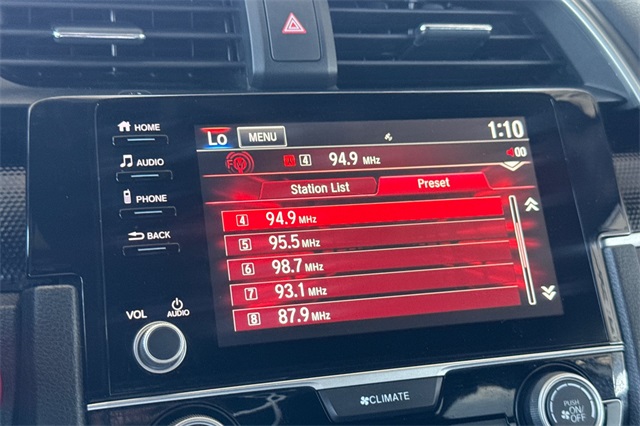 HOME
AUDIO
PHONE
BACK
VOL
AUDIO
Lo MENU 1:10
4 94.9 MHz 00
Station List Preset
4 94.9 MHz
5 95.5 MHz
6 98.7 MHz
7 93.1 MHz
8 87.9 MHz
CLIMATE
PUSH
ON/
OFF